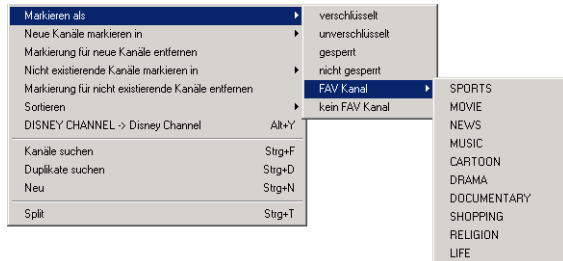 Markieren als
Neue Kanäle markieren in
Markierung für neue Kanäle entfernen
Nicht existierende Kanäle markieren in
Markierung für nicht existierende Kanäle entfernen
Sortieren
DISNEY CHANNEL -> Disney Channel Alt+Y
Kanäle suchen Strg+F
Duplikate suchen Strg+D
Neu Strg+N
Split Strg+T
verschlüsselt
unverschlüsselt
gesperrt
nicht gesperrt
FAV Kanal
kein FAV Kanal
SPORTS
MOVIE
NEWS
MUSIC
CARTOON
DRAMA
DOCUMENTARY
SHOPPING
RELIGION
LIFE